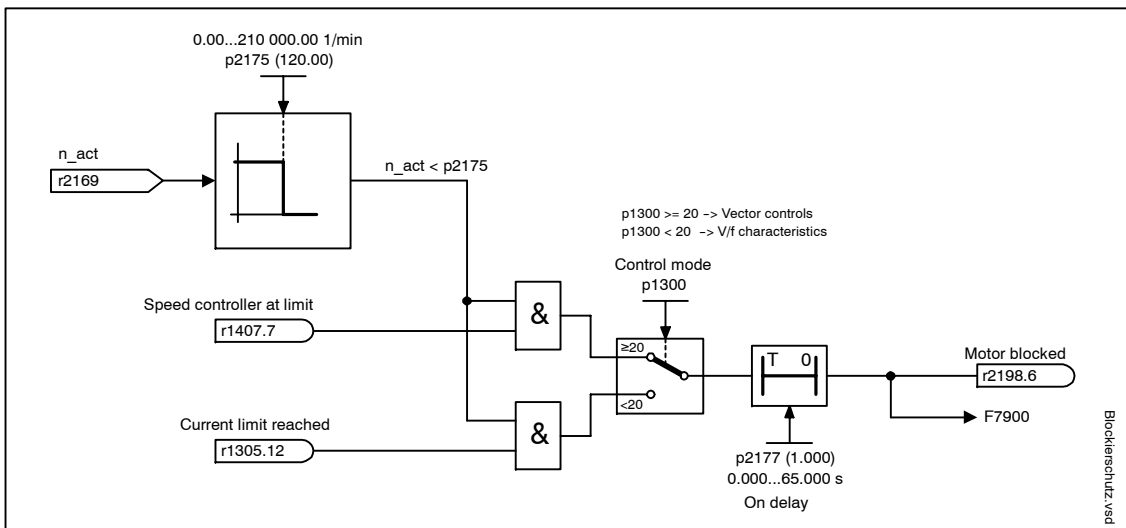 0.00...210 000.00 1/min
p2175 (120.00)
n_act
r2169
n_act < p2175
p1300 >= 20 -> Vector controls
p1300 < 20 -> V/f characteristics
Control mode
p1300
Speed controller at limit
r1407.7
&
≥20
<20
T 0
Motor blocked
r2198.6
F7900
Current limit reached
r1305.12
&
p2177 (1.000)
0.000...65.000 s
On delay
Blockierschutz.vsd